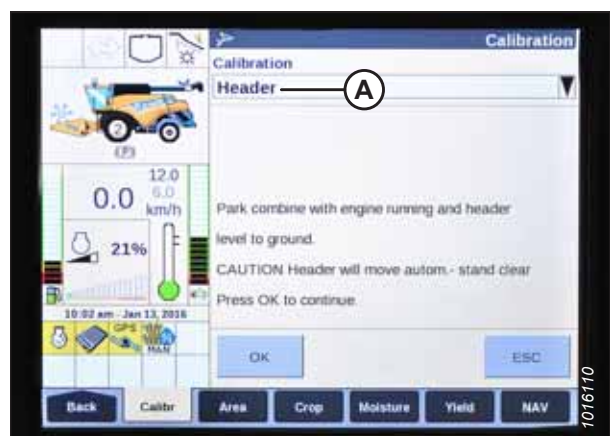 Calibration
Calibration
Header
A
2
(P)
12.0
6.0
0.0 km/h
21%
10:02 am - Jan 13, 2016
GPS
MAN
Park combine with engine running and header
level to ground.
CAUTION Header will move autom.- stand clear
Press OK to continue
OK
ESC
Back
Calibr
Area
Crop
Moisture
Yield
NAV
1016110